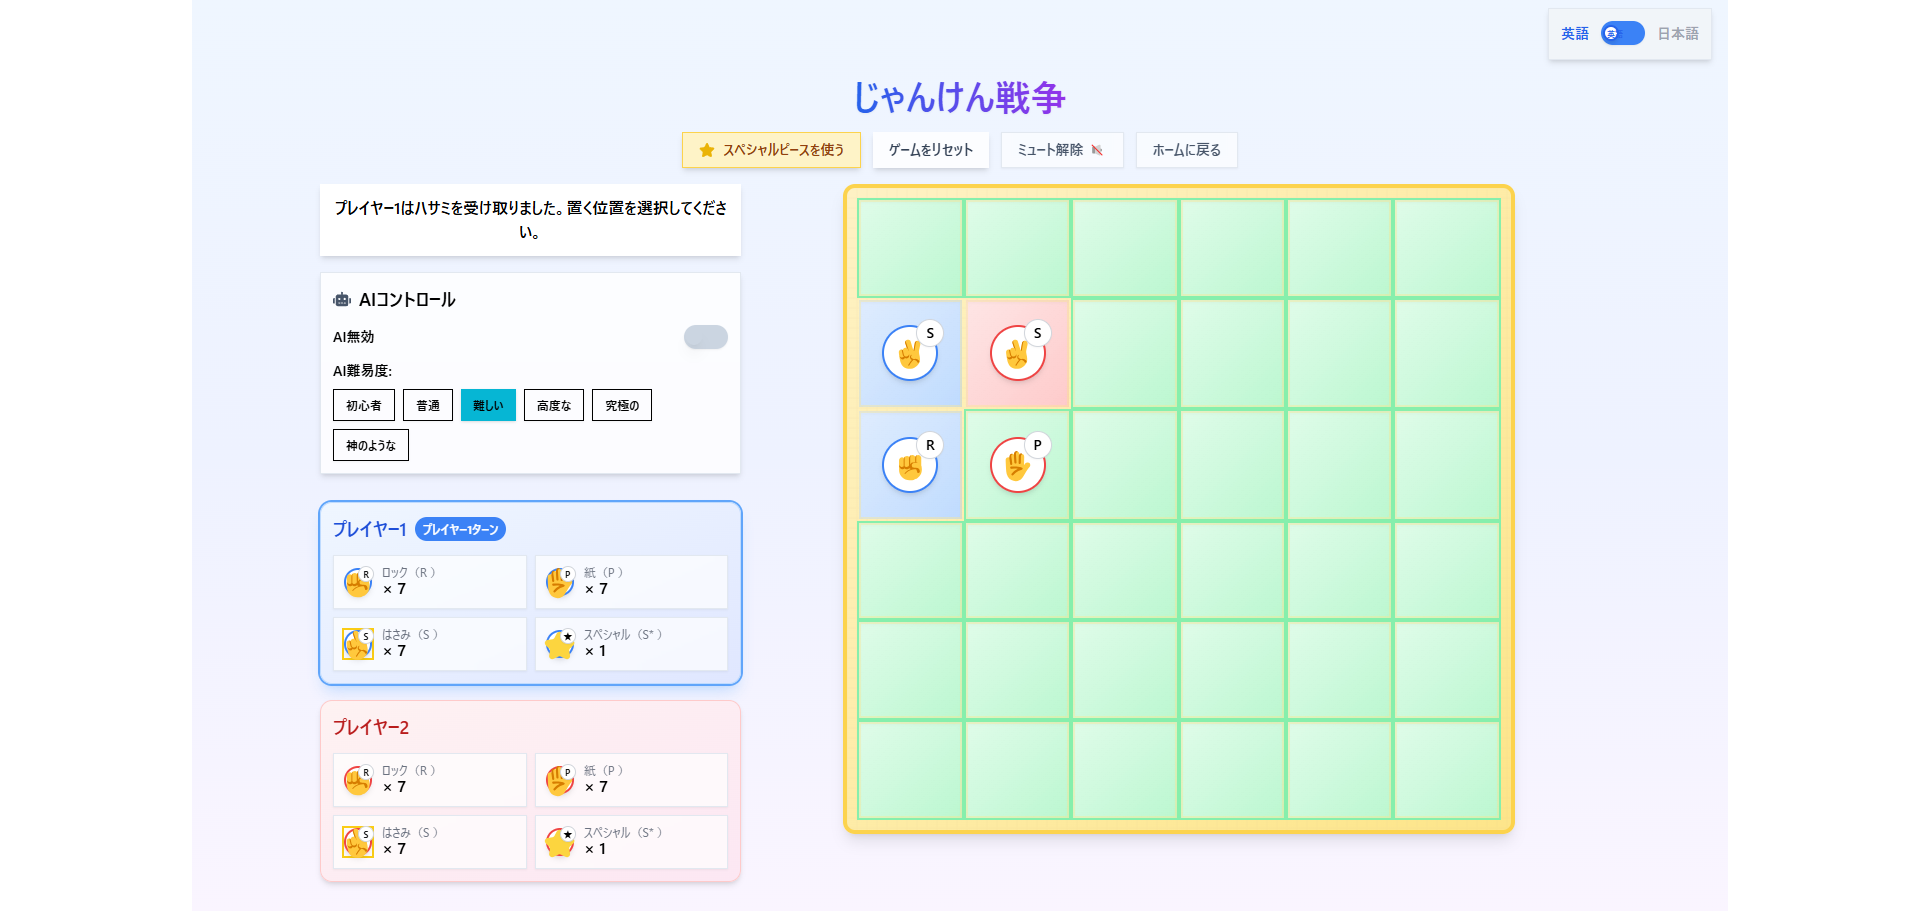 英語 英 日本語
じゃんけん戦争
スペシャルピースを使う ゲームをリセット ミュート解除 ホームに戻る
プレイヤー1はハサミを受け取りました。置く位置を選択してくださ
い。
AIコントロール
AI無効
AI難易度:
初心者 普通 難しい 高度な 究極の
神のような
プレイヤー1 プレイヤー1ターン
R ロック（R ）
× 7
P 紙（P ）
× 7
S はさみ（S ）
× 7
★ スペシャル（S* ）
× 1
プレイヤー2
R ロック（R ）
× 7
P 紙（P ）
× 7
S はさみ（S ）
× 7
★ スペシャル（S* ）
× 1
S S
R P